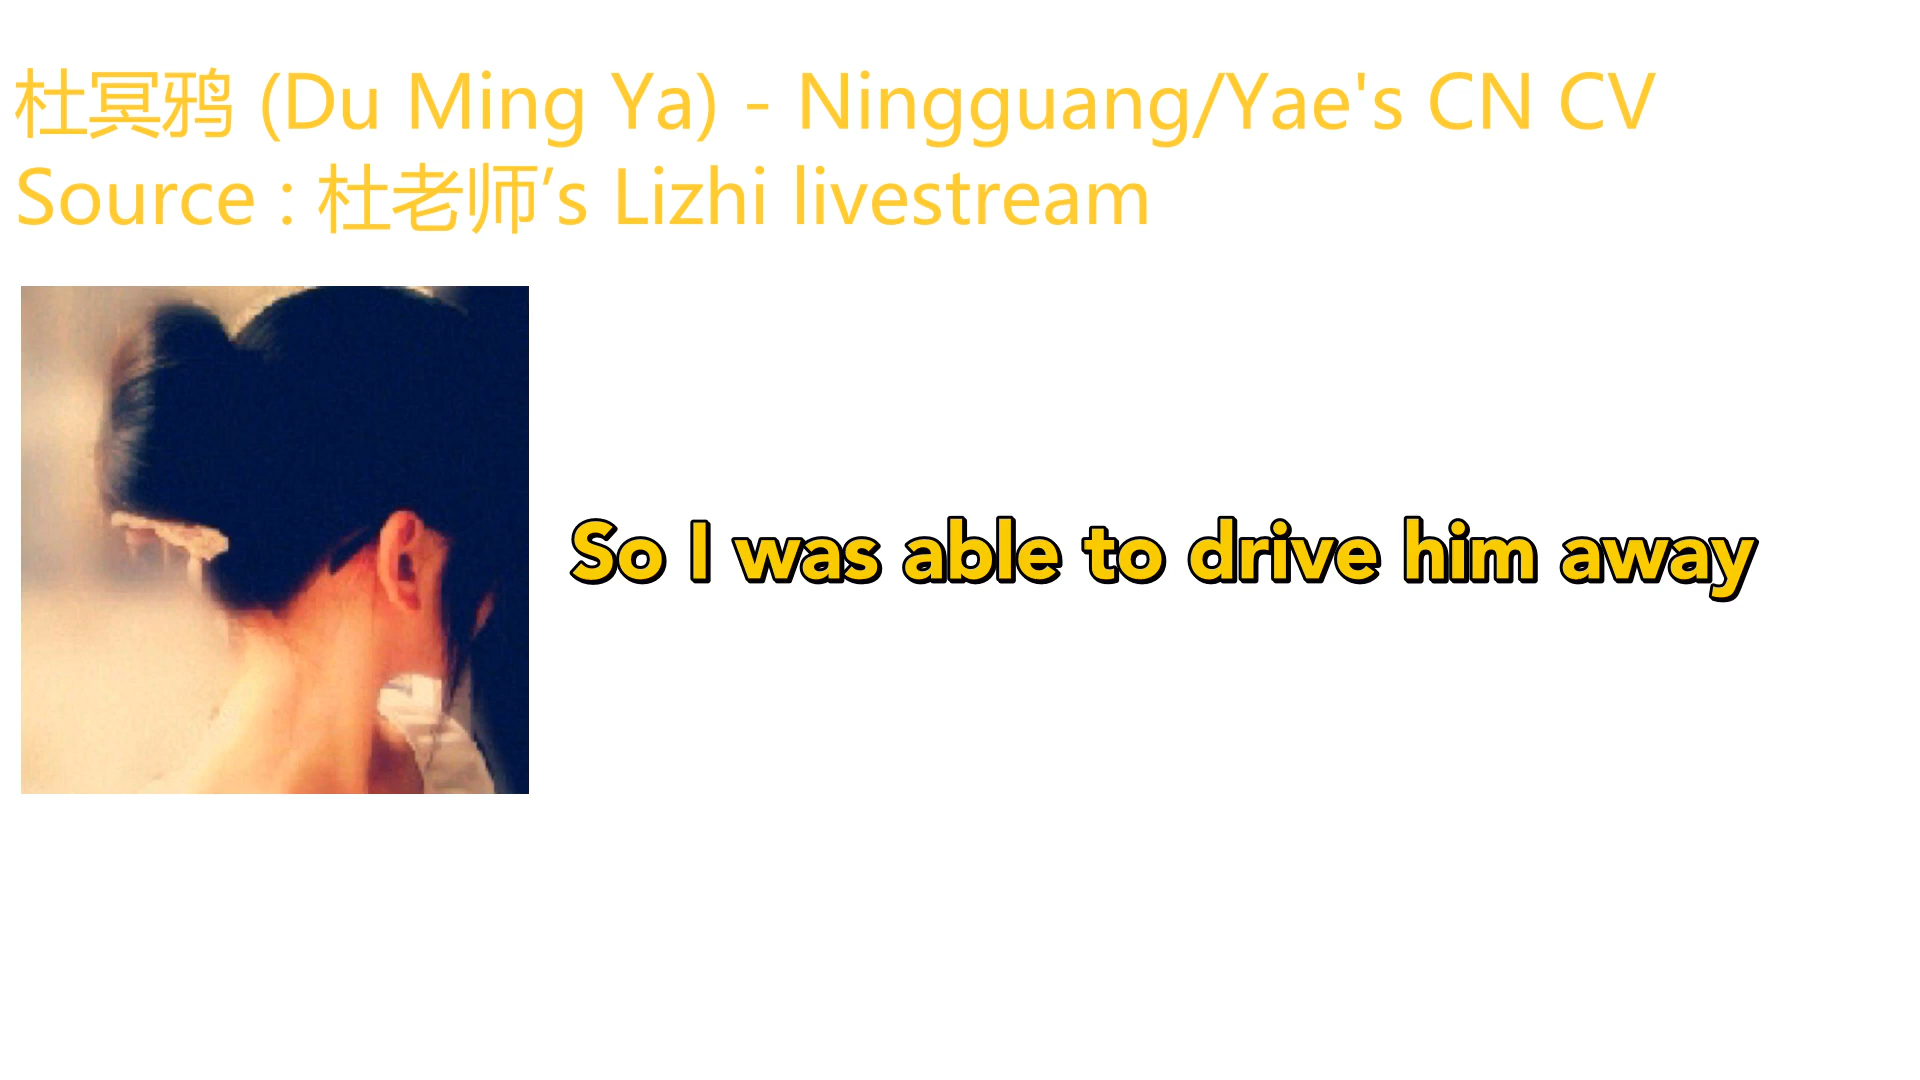 杜冥鸦 (Du Ming Ya) - Ningguang/Yae's CN CV
Source : 杜老师’s Lizhi livestream
So I was able to drive him away